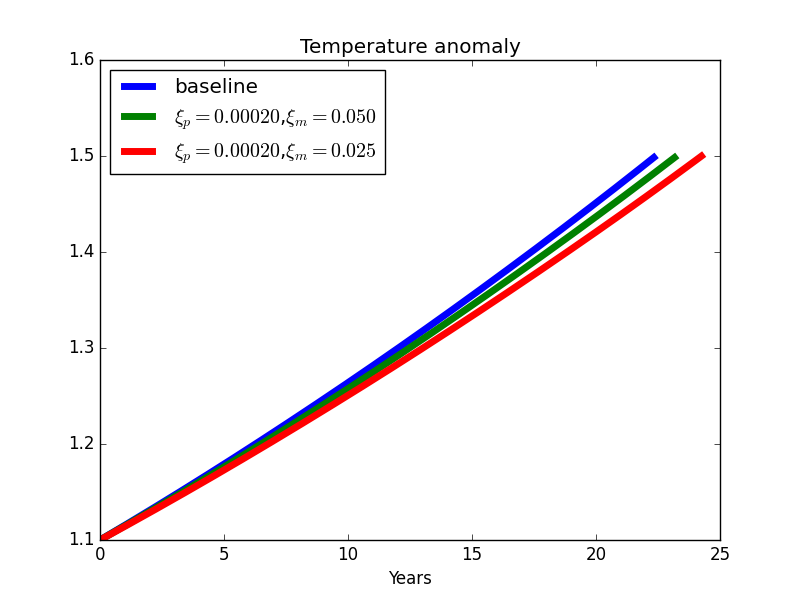 Temperature anomaly
1.6
baseline
ξp = 0.00020,ξm = 0.050
ξp = 0.00020,ξm = 0.025
1.5
1.4
1.3
1.2
1.1
0 5 10 15 20 25
Years